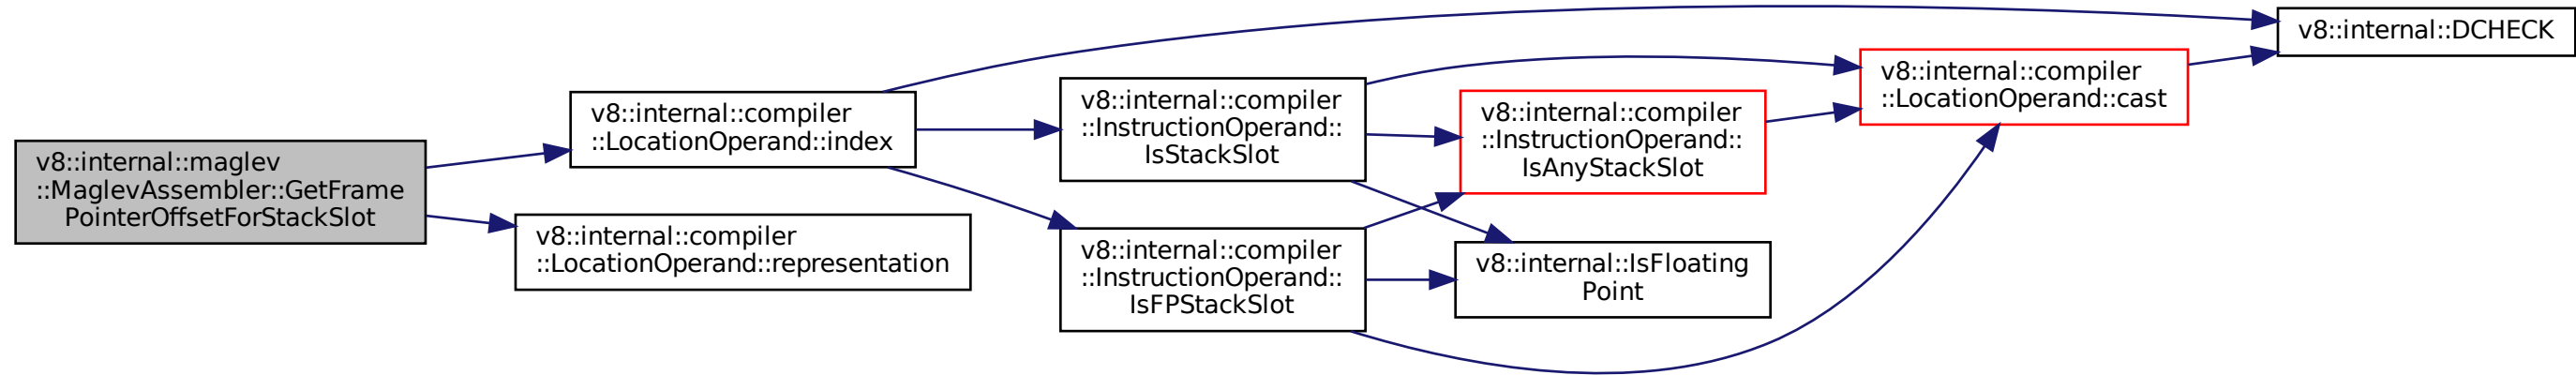 v8::internal::maglev
::MaglevAssembler::GetFrame
PointerOffsetForStackSlot
v8::internal::compiler
::LocationOperand::index
v8::internal::compiler
::LocationOperand::representation
v8::internal::compiler
::InstructionOperand::
IsStackSlot
v8::internal::compiler
::InstructionOperand::
IsFPStackSlot
v8::internal::compiler
::InstructionOperand::
IsAnyStackSlot
v8::internal::IsFloating
Point
v8::internal::compiler
::LocationOperand::cast
v8::internal::DCHECK